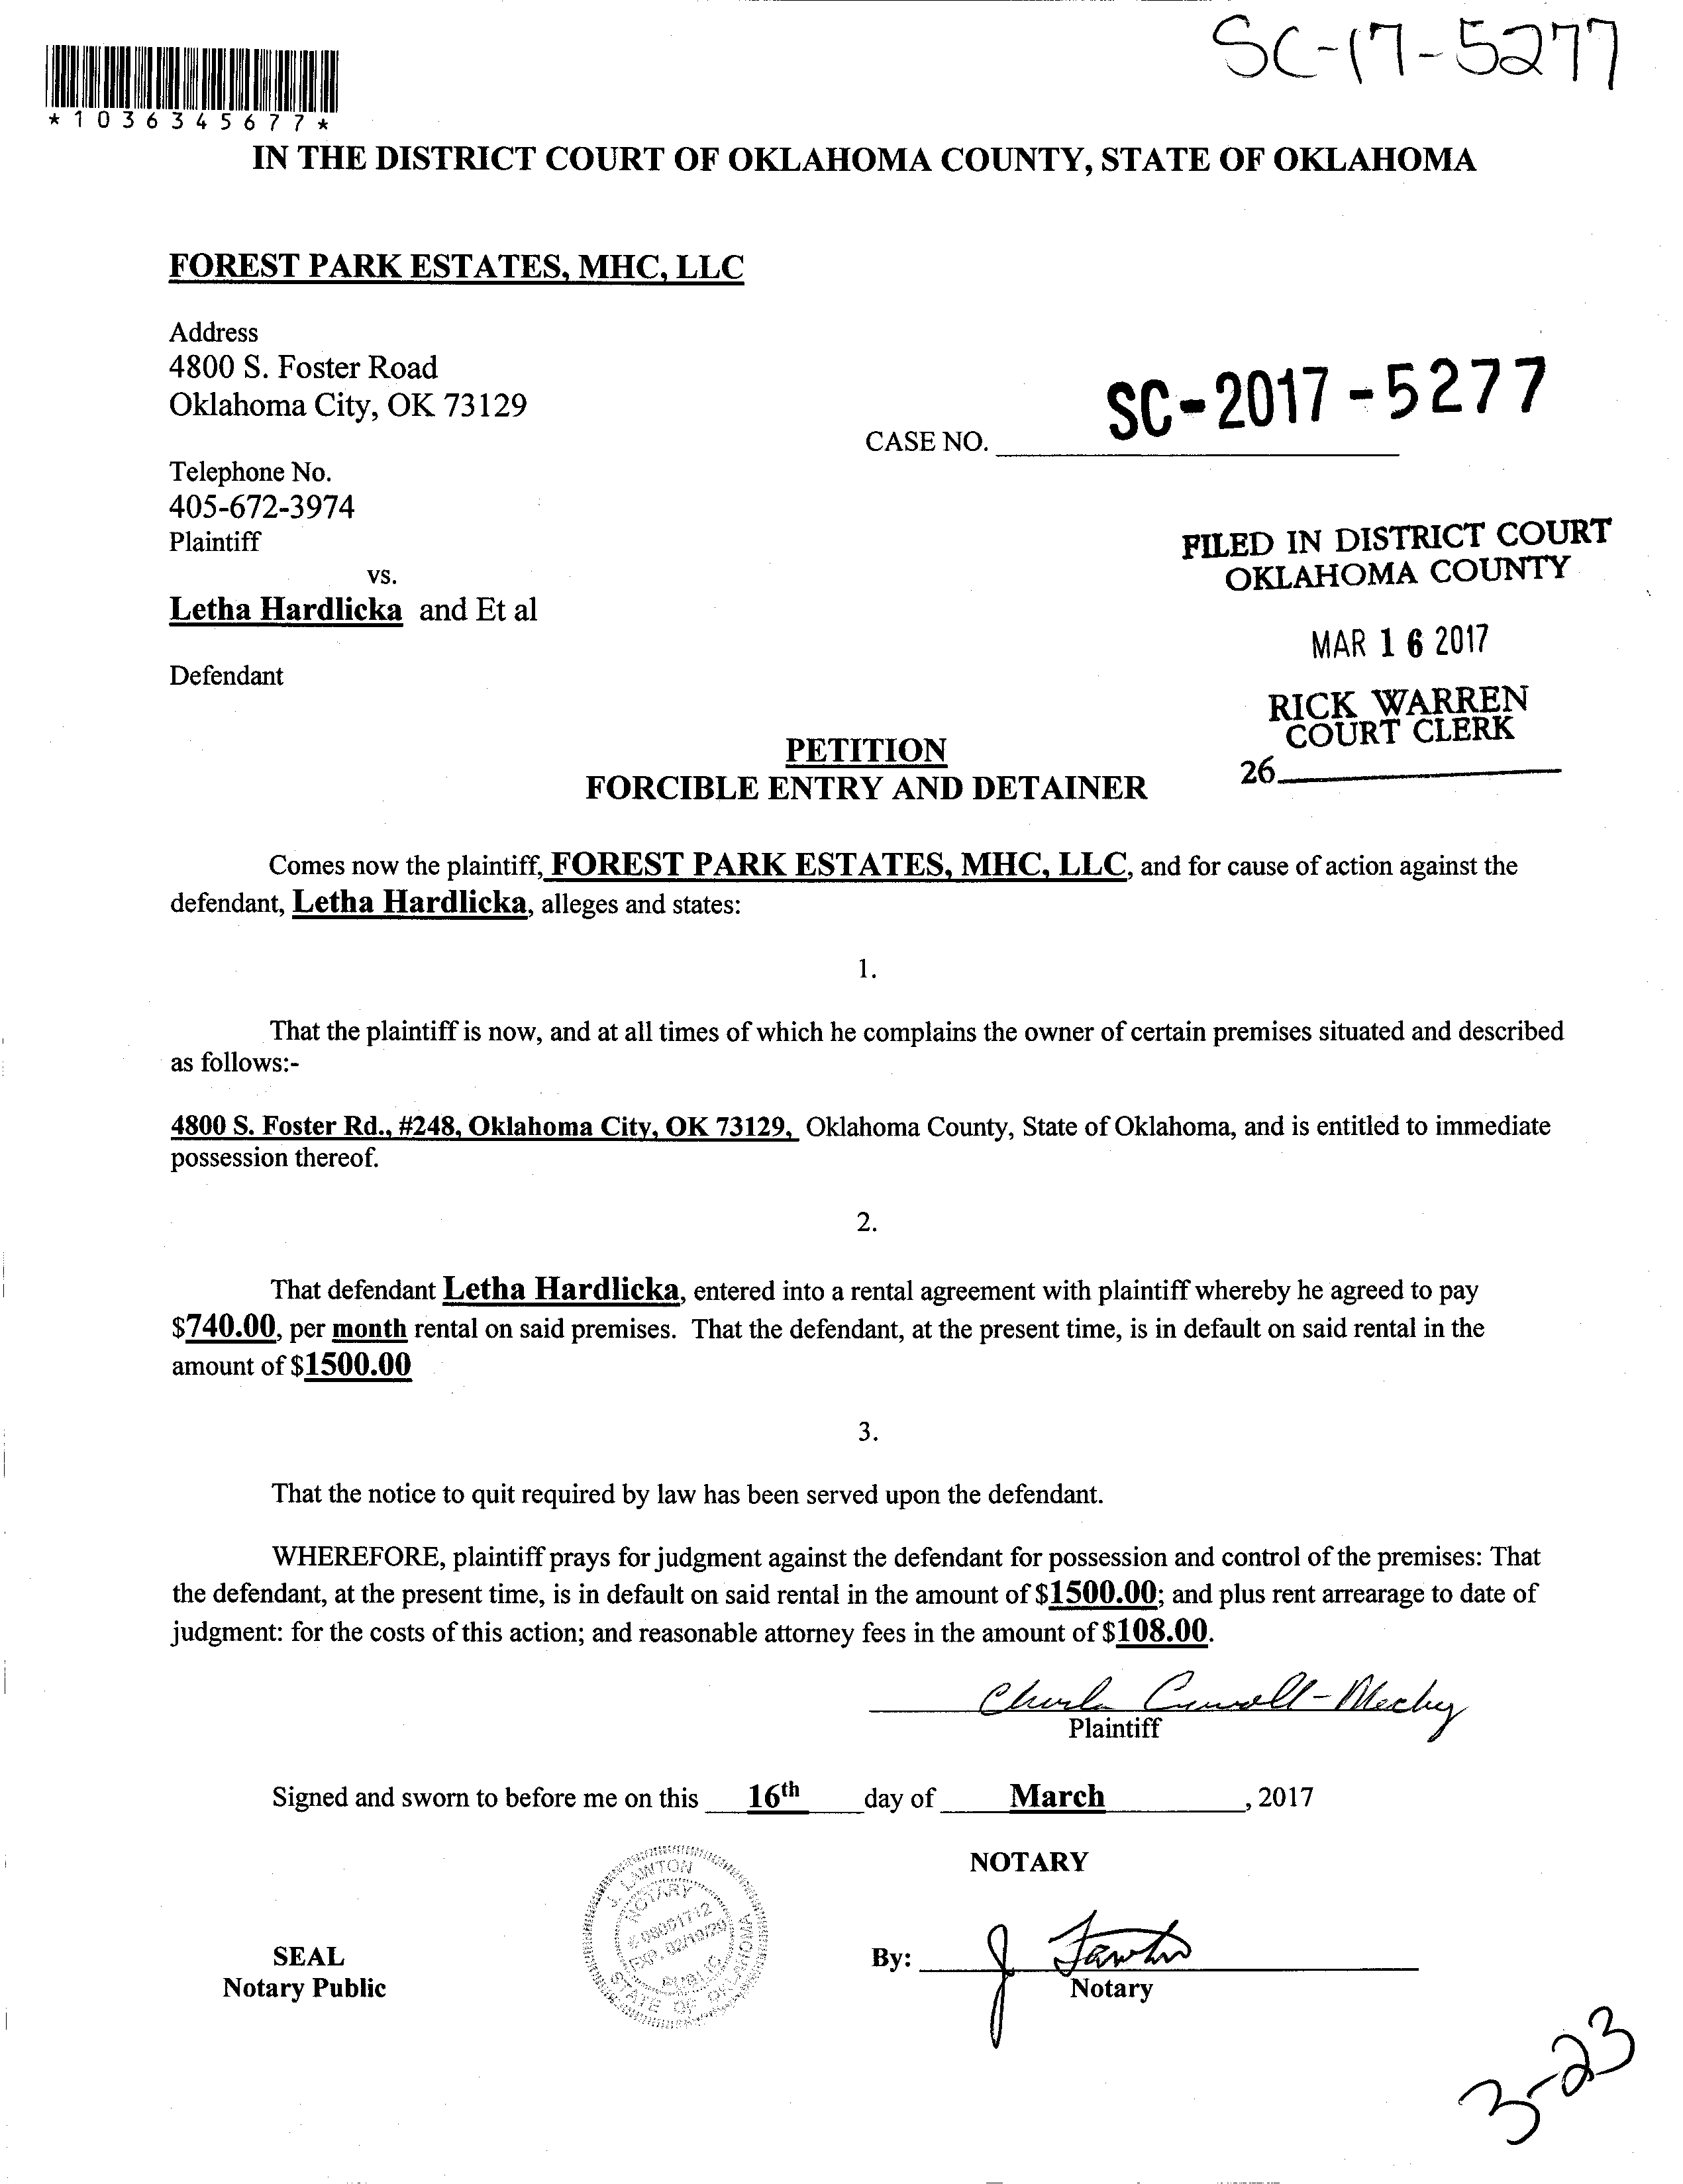 SC-17-5277
*1036345677*
IN THE DISTRICT COURT OF OKLAHOMA COUNTY, STATE OF OKLAHOMA
FOREST PARK ESTATES, MHC, LLC
Address
4800 S. Foster Road
Oklahoma City, OK 73129
SC-2017-5277
CASE NO.
Telephone No.
405-672-3974
Plaintiff
vs.
Letha Hardlicka and Et al
Defendant
FILED IN DISTRICT COURT
OKLAHOMA COUNTY
MAR 16 2017
RICK WARREN
COURT CLERK
26
PETITION
FORCIBLE ENTRY AND DETAINER
Comes now the plaintiff, FOREST PARK ESTATES, MHC, LLC, and for cause of action against the
defendant, Letha Hardlicka, alleges and states:
1.
That the plaintiff is now, and at all times of which he complains the owner of certain premises situated and described
as follows:-
4800 S. Foster Rd., #248, Oklahoma City, OK 73129, Oklahoma County, State of Oklahoma, and is entitled to immediate
possession thereof.
2.
That defendant Letha Hardlicka, entered into a rental agreement with plaintiff whereby he agreed to pay
$740.00, per month rental on said premises. That the defendant, at the present time, is in default on said rental in the
amount of $1500.00
3.
That the notice to quit required by law has been served upon the defendant.
WHEREFORE, plaintiff prays for judgment against the defendant for possession and control of the premises: That
the defendant, at the present time, is in default on said rental in the amount of $1500.00; and plus rent arrearage to date of
judgment: for the costs of this action; and reasonable attorney fees in the amount of $108.00.
Plaintiff
Signed and sworn to before me on this 16th day of March, 2017
NOTARY
J. LAWTON
NOTARY
# 08001712
EXP. 02/10/20
PUBLIC
STATE OF OKLAHOMA
SEAL
Notary Public
By: J Lawton
Notary
3-23